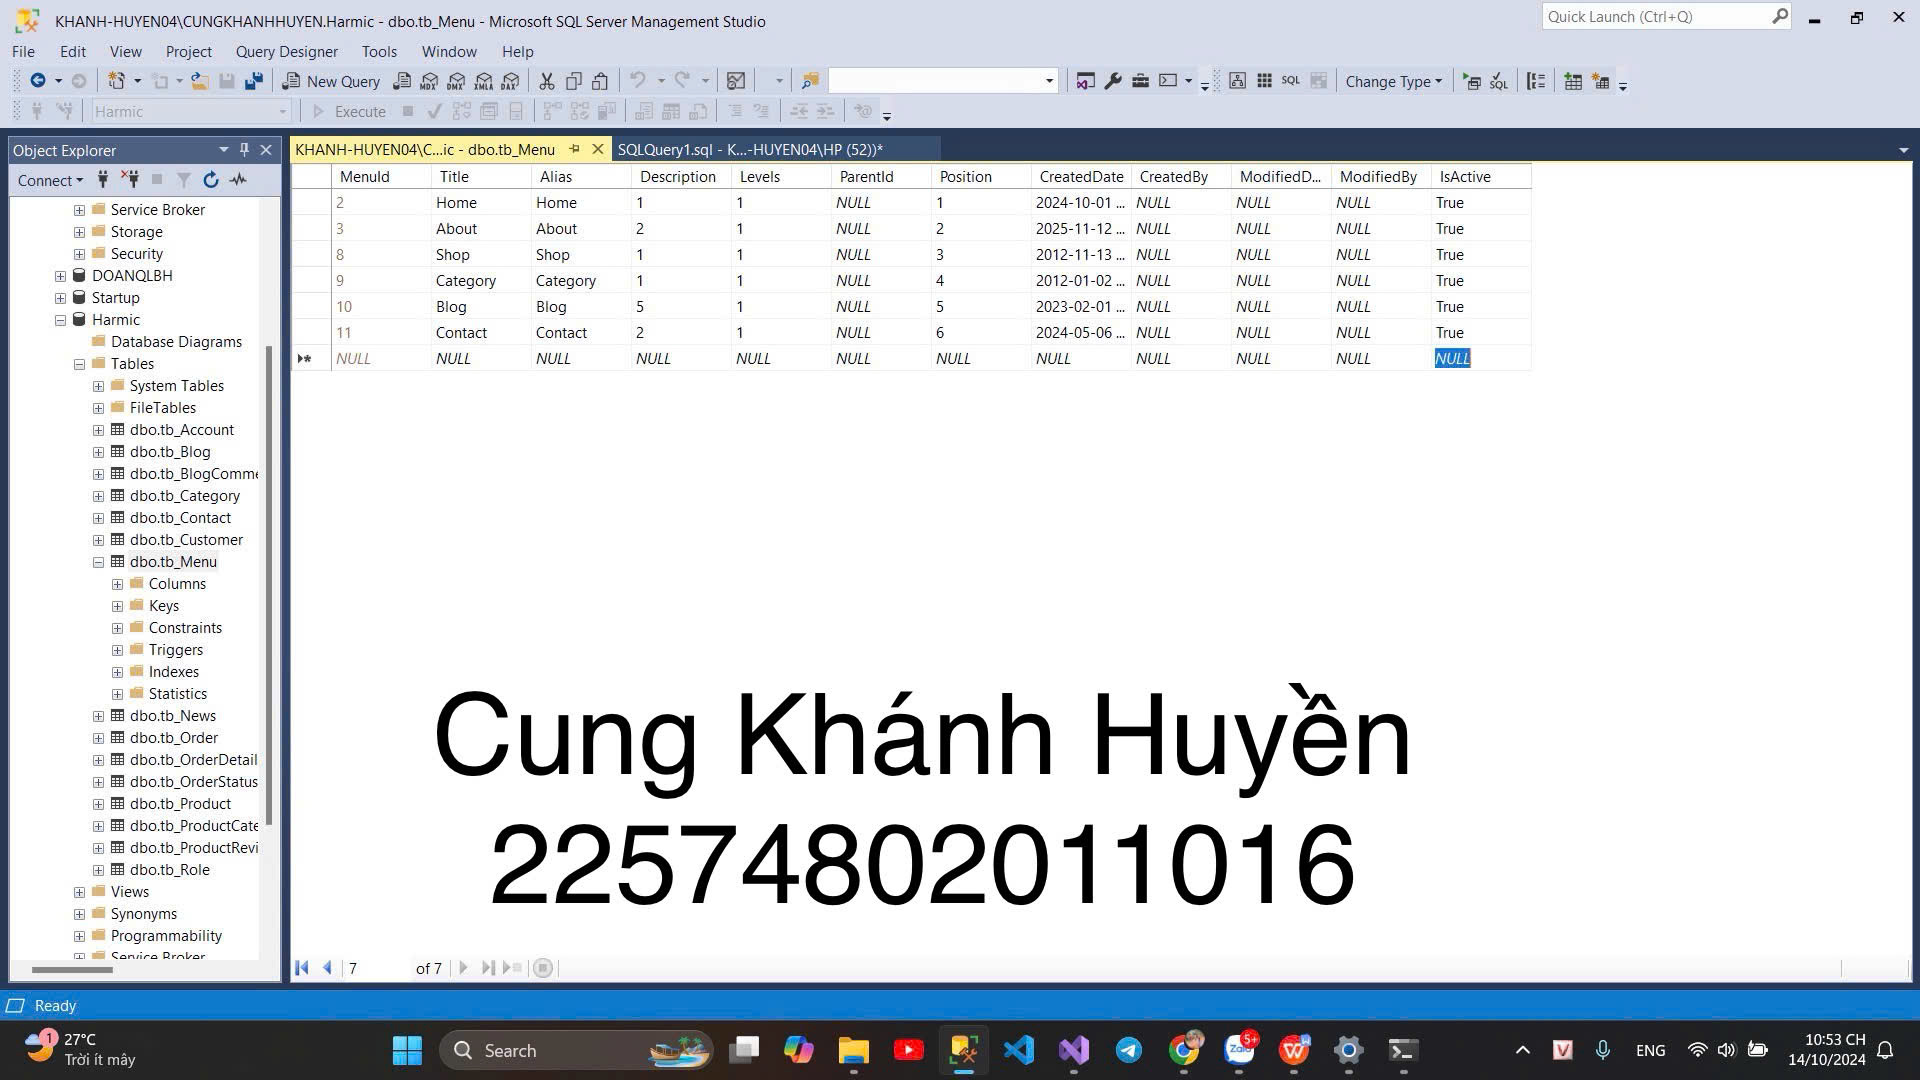 KHANH-HUYEN04\CUNGKHANHHUYEN.Harmic - dbo.tb_Menu - Microsoft SQL Server Management Studio
Quick Launch (Ctrl+Q)
File Edit View Project Query Designer Tools Window Help
New Query MDX DMX XMLA DAX SQL Change Type SQL
Harmic Execute
Object Explorer
KHANH-HUYEN04\C...ic - dbo.tb_Menu SQLQuery1.sql - K...-HUYEN04\HP (52))*
Connect
Service Broker
Storage
Security
DOANQLBH
Startup
Harmic
Database Diagrams
Tables
System Tables
FileTables
dbo.tb_Account
dbo.tb_Blog
dbo.tb_BlogComme
dbo.tb_Category
dbo.tb_Contact
dbo.tb_Customer
dbo.tb_Menu
Columns
Keys
Constraints
Triggers
Indexes
Statistics
dbo.tb_News
dbo.tb_Order
dbo.tb_OrderDetail
dbo.tb_OrderStatus
dbo.tb_Product
dbo.tb_ProductCate
dbo.tb_ProductRevi
dbo.tb_Role
Views
Synonyms
Programmability
Service Broker
MenuId Title Alias Description Levels ParentId Position CreatedDate CreatedBy ModifiedD... ModifiedBy IsActive
2 Home Home 1 1 NULL 1 2024-10-01 ... NULL NULL NULL True
3 About About 2 1 NULL 2 2025-11-12 ... NULL NULL NULL True
8 Shop Shop 1 1 NULL 3 2012-11-13 ... NULL NULL NULL True
9 Category Category 1 1 NULL 4 2012-01-02 ... NULL NULL NULL True
10 Blog Blog 5 1 NULL 5 2023-02-01 ... NULL NULL NULL True
11 Contact Contact 2 1 NULL 6 2024-05-06 ... NULL NULL NULL True
NULL NULL NULL NULL NULL NULL NULL NULL NULL NULL NULL NULL
Cung Khánh Huyền
22574802011016
7 of 7
Ready
1 27°C
Trời ít mây
Search
Zalo 5+
ENG
10:53 CH
14/10/2024